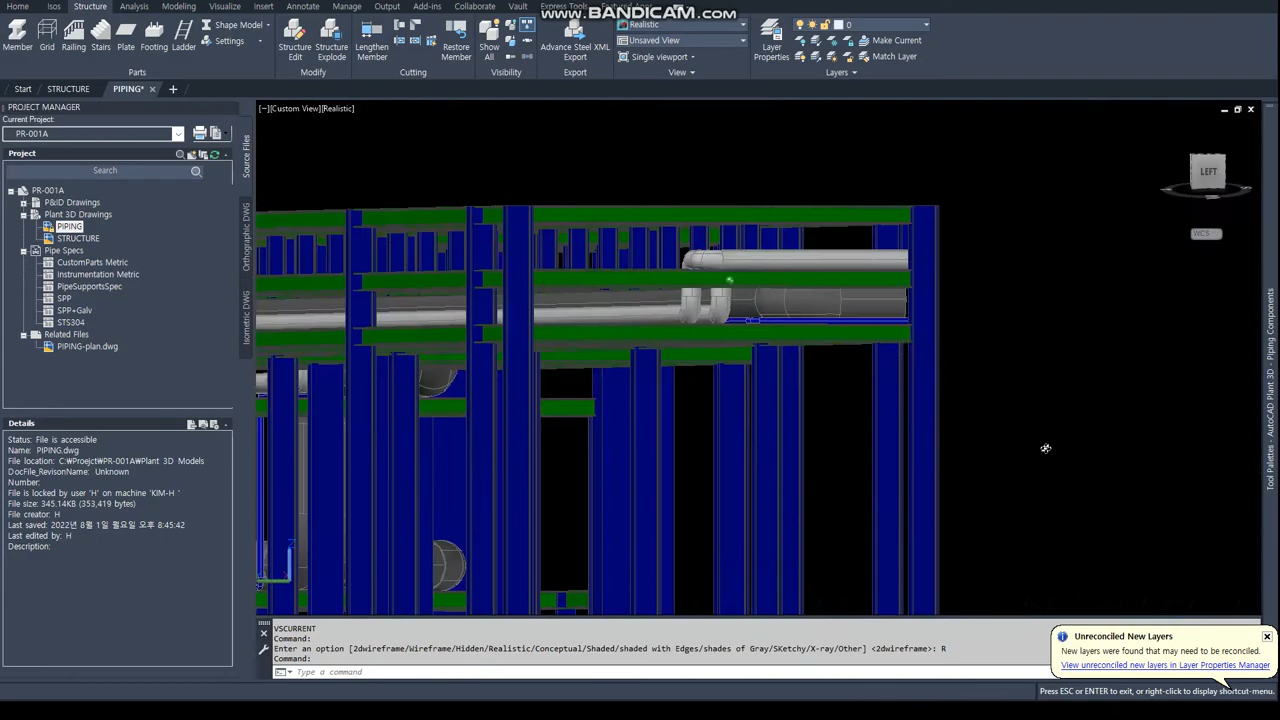 www.BANDICAM.com
Home Isos Structure Analysis Modeling Visualize Insert Annotate Manage Output Add-ins Collaborate Vault Express Tools
Member Grid Railing Stairs Plate Footing Ladder
Shape Model
Settings
Structure Edit
Structure Explode
Lengthen Member
Restore Member
Show All
Advance Steel XML Export
Realistic
Unsaved View
Single viewport
Layer Properties
0
Make Current
Match Layer
Parts Modify Cutting Visibility Export View Layers
Start STRUCTURE PIPING*
PROJECT MANAGER
Current Project:
PR-001A
Project
Search
PR-001A
P&ID Drawings
Plant 3D Drawings
PIPING
STRUCTURE
Pipe Specs
CustomParts Metric
Instrumentation Metric
PipeSupportsSpec
SPP
SPP+Galv
STS304
Related Files
PIPING-plan.dwg
Source Files
Orthographic DWG
Isometric DWG
Details
Status: File is accessible
Name: PIPING.dwg
File location: C:₩Proejct₩PR-001A₩Plant 3D Models
DocFile_RevisonName: Unknown
Number:
File is locked by user 'H' on machine 'KIM-H '
File size: 345.14KB (353,419 bytes)
File creator: H
Last saved: 2022년 8월 1일 월요일 오후 8:45:42
Last edited by: H
Description:
[−][Custom View][Realistic]
LEFT
WCS
Z
Tool Palettes - AutoCAD Plant 3D - Piping Components
VSCURRENT
Command:
Enter an option [2dwireframe/Wireframe/Hidden/Realistic/Conceptual/Shaded/shaded with Edges/shades of Gray/SKetchy/X-ray/Other] <2dwireframe>: R
Command:
Type a command
Unreconciled New Layers
New layers were found that may need to be reconciled.
View unreconciled new layers in Layer Properties Manager
Press ESC or ENTER to exit, or right-click to display shortcut-menu.